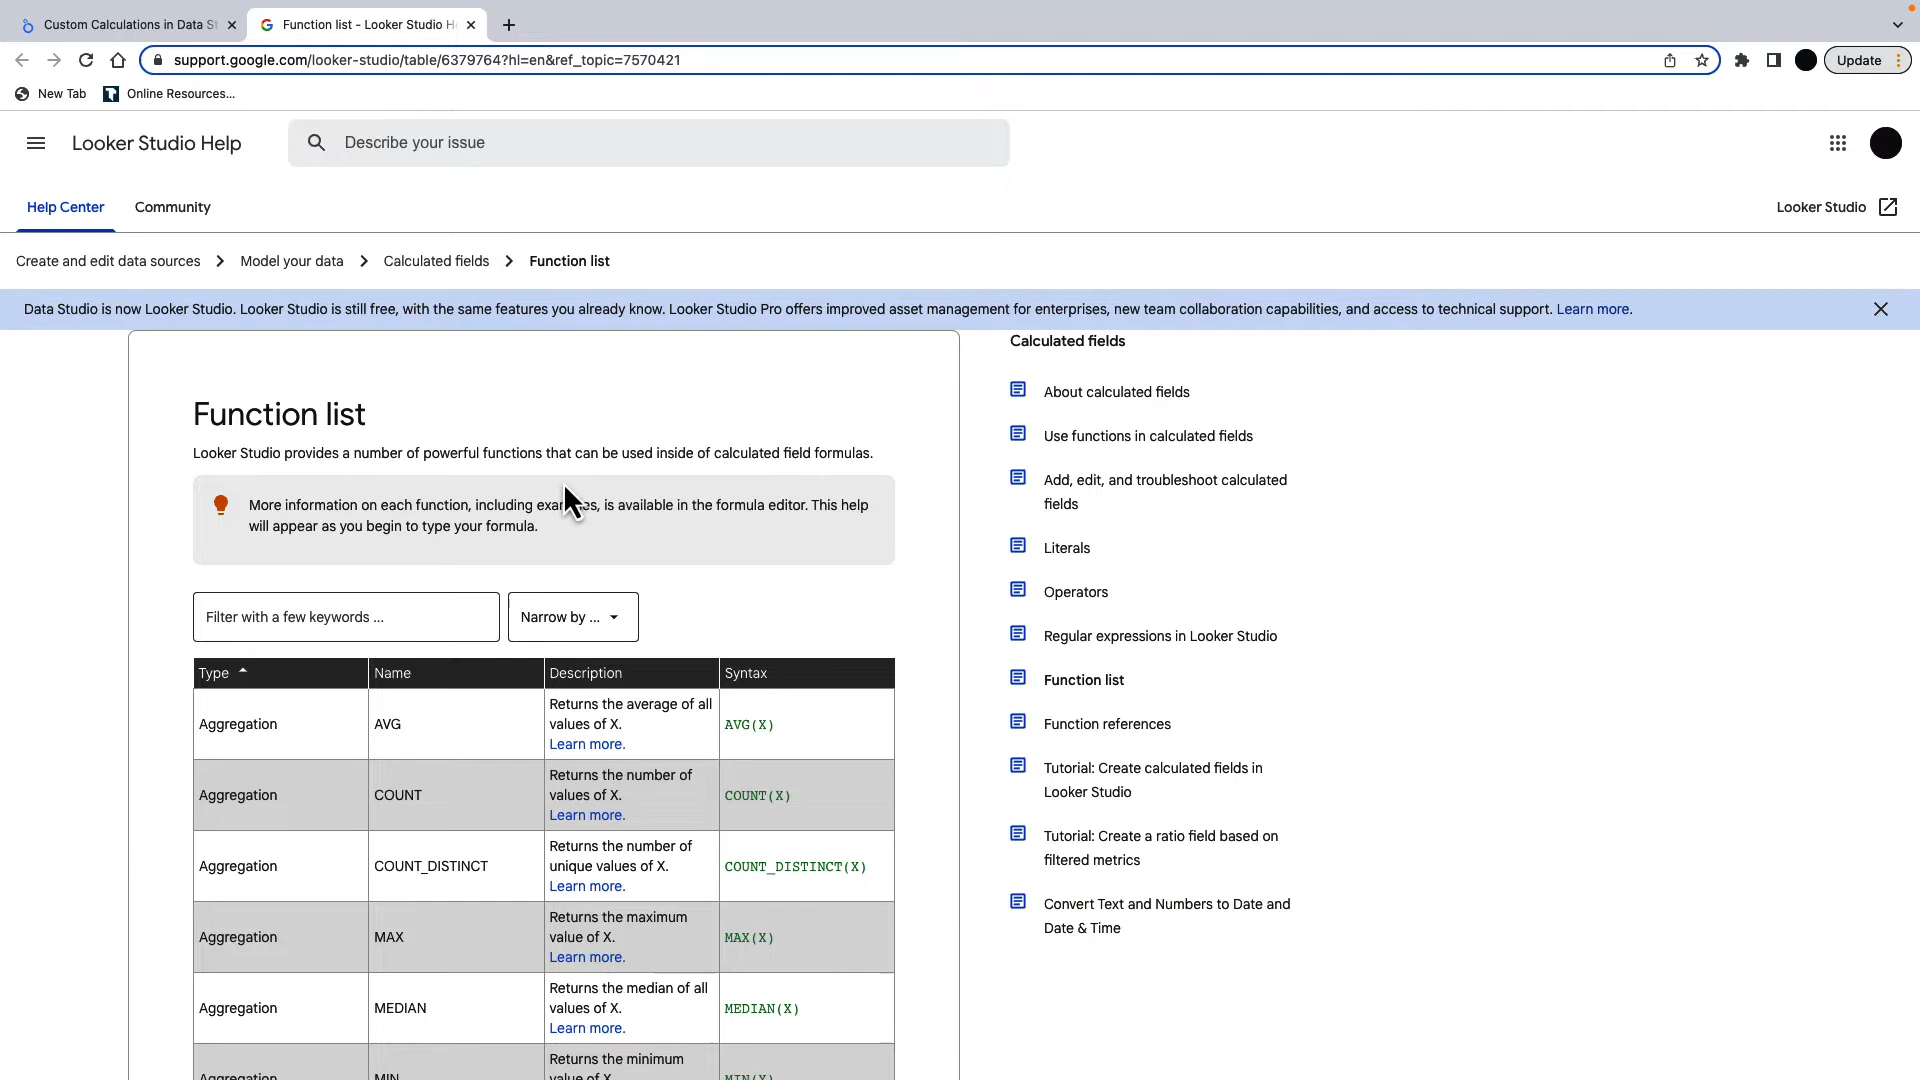 Custom Calculations in Data St
Function list - Looker Studio H
support.google.com/looker-studio/table/6379764?hl=en&ref_topic=7570421
Update
New Tab
Online Resources...
Looker Studio Help
Describe your issue
Help Center
Community
Looker Studio
Create and edit data sources
Model your data
Calculated fields
Function list
Data Studio is now Looker Studio. Looker Studio is still free, with the same features you already know. Looker Studio Pro offers improved asset management for enterprises, new team collaboration capabilities, and access to technical support. Learn more.
Function list
Looker Studio provides a number of powerful functions that can be used inside of calculated field formulas.
More information on each function, including examples, is available in the formula editor. This help
will appear as you begin to type your formula.
Filter with a few keywords ...
Narrow by ...
Type Name Description Syntax
Aggregation AVG Returns the average of all
values of X.
Learn more. AVG(X)
Aggregation COUNT Returns the number of
values of X.
Learn more. COUNT(X)
Aggregation COUNT_DISTINCT Returns the number of
unique values of X.
Learn more. COUNT_DISTINCT(X)
Aggregation MAX Returns the maximum
value of X.
Learn more. MAX(X)
Aggregation MEDIAN Returns the median of all
values of X.
Learn more. MEDIAN(X)
Aggregation MIN Returns the minimum
value of X. MIN(X)
Calculated fields
About calculated fields
Use functions in calculated fields
Add, edit, and troubleshoot calculated
fields
Literals
Operators
Regular expressions in Looker Studio
Function list
Function references
Tutorial: Create calculated fields in
Looker Studio
Tutorial: Create a ratio field based on
filtered metrics
Convert Text and Numbers to Date and
Date & Time